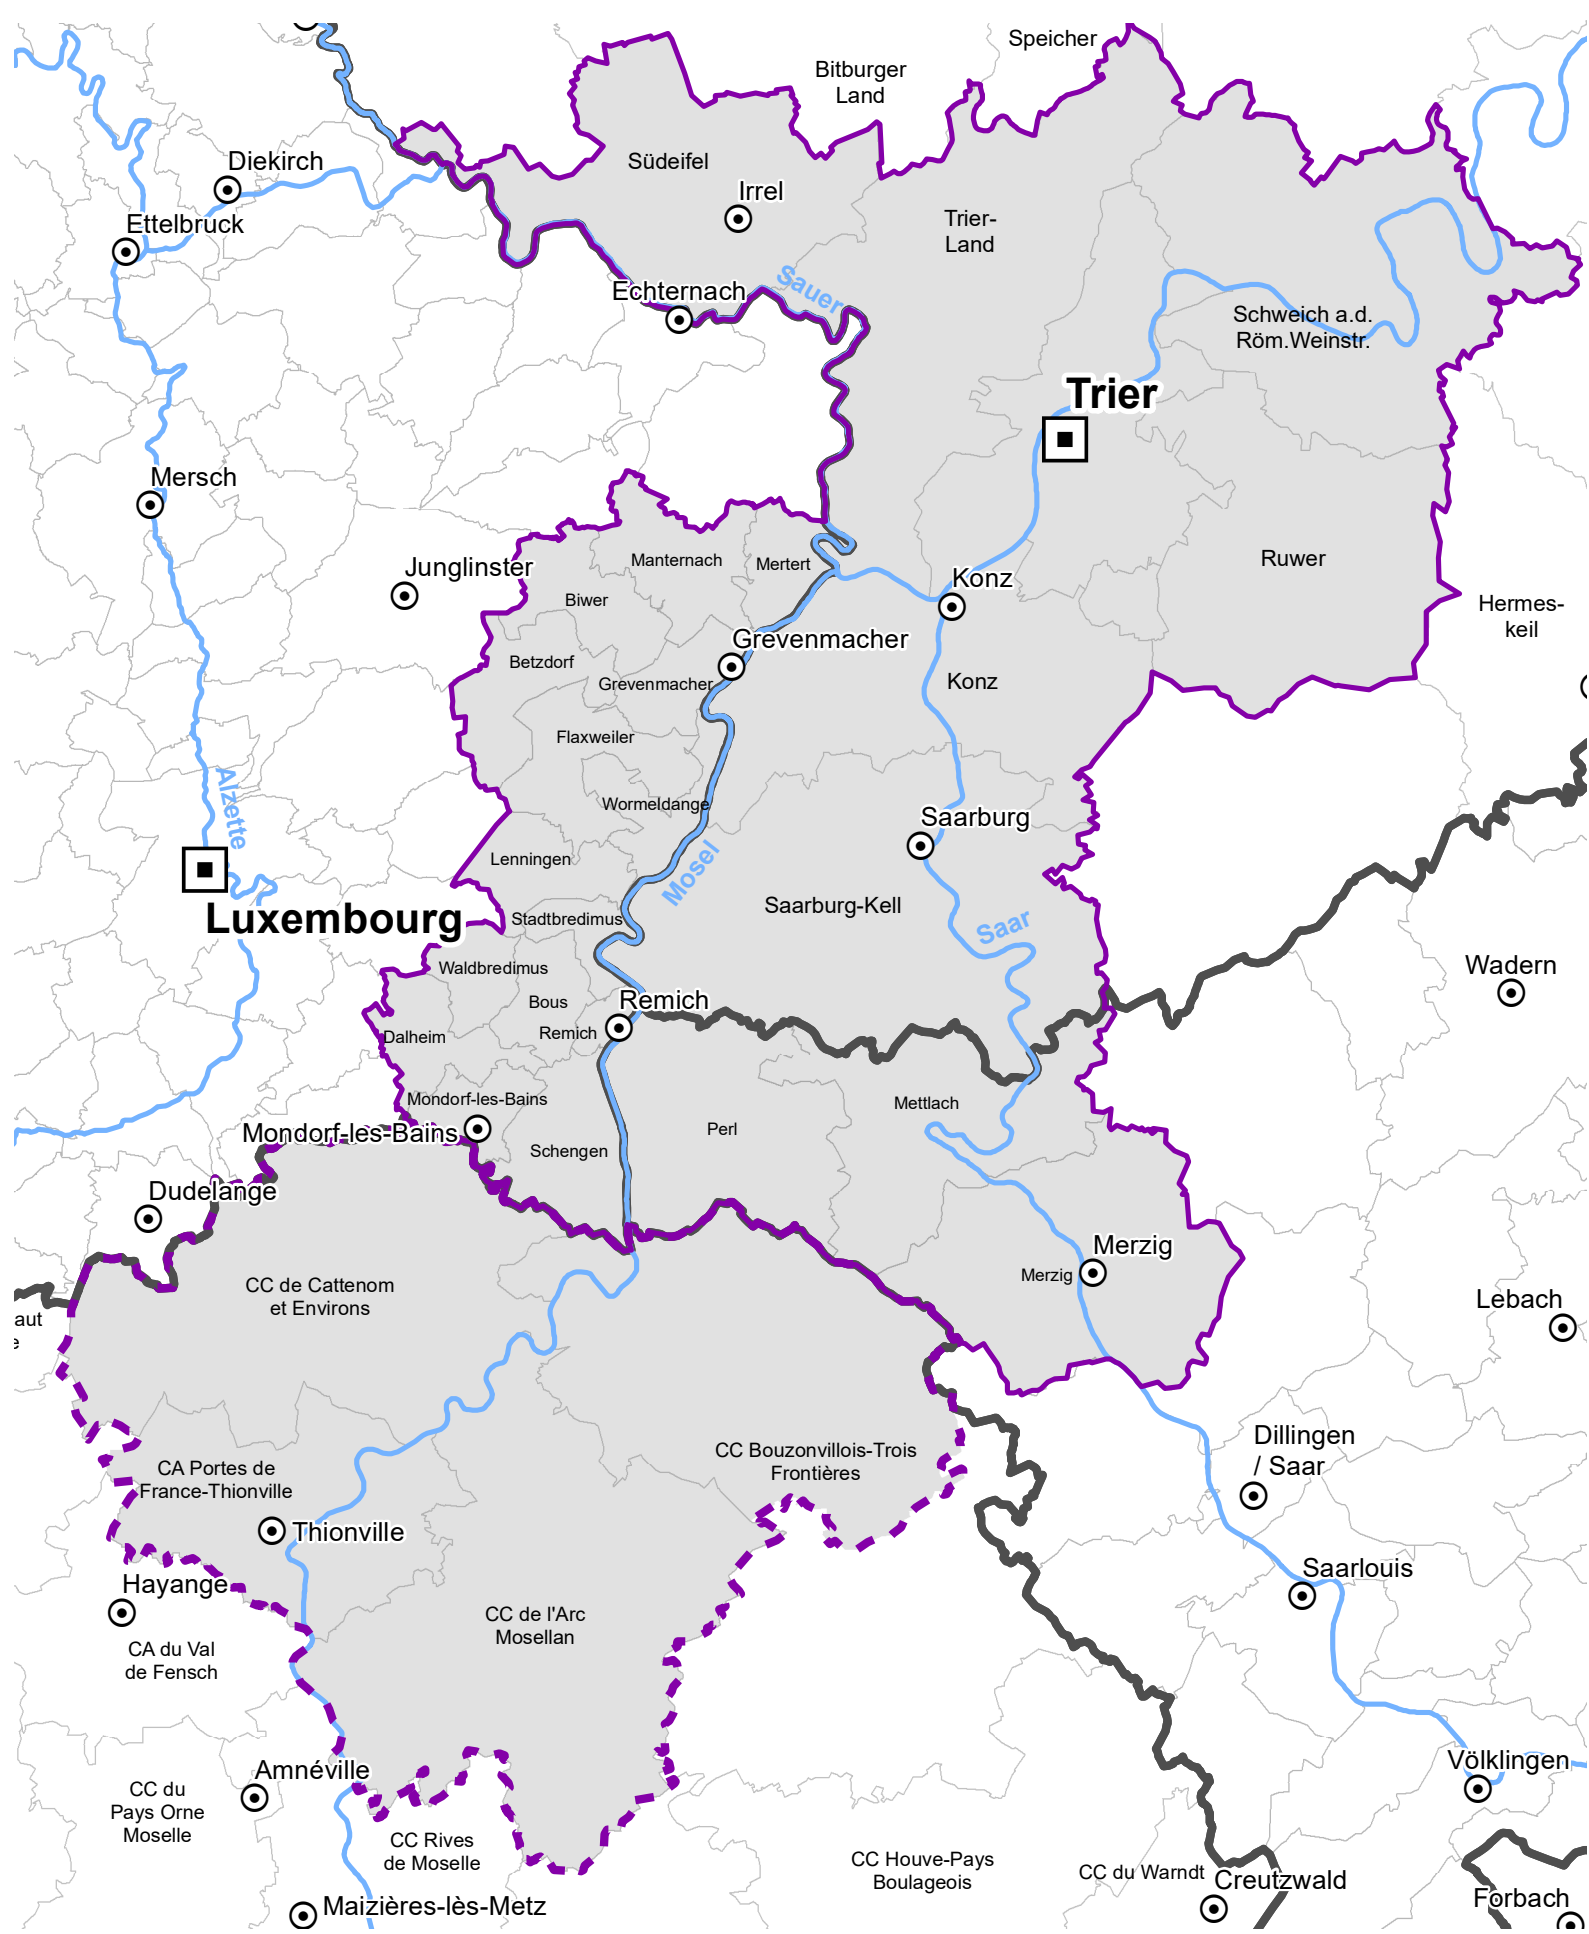 Speicher
Bitburger
Land
Diekirch
Südeifel
Irrel
Ettelbruck
Trier-
Land
Echternach
Sauer
Schweich a.d.
Röm.Weinstr.
Trier
Mersch
Junglinster
Manternach
Mertert
Ruwer
Konz
Biwer
Hermes-
keil
Grevenmacher
Betzdorf
Grevenmacher
Konz
Flaxweiler
Alzette
Wormeldange
Saarburg
Lenningen
Mosel
Luxembourg
Stadtbredimus
Saarburg-Kell
Saar
Waldbredimus
Wadern
Bous
Remich
Remich
Dalheim
Mondorf-les-Bains
Mettlach
Mondorf-les-Bains
Perl
Schengen
Dudelange
Merzig
Merzig
CC de Cattenom
et Environs
Lebach
aut
e
Dillingen
/ Saar
CC Bouzonvillois-Trois
Frontières
CA Portes de
France-Thionville
Thionville
Hayange
Saarlouis
CC de l'Arc
Mosellan
CA du Val
de Fensch
Amnéville
Völklingen
CC du
Pays Orne
Moselle
CC Rives
de Moselle
CC Houve-Pays
Boulageois
CC du Warndt
Creutzwald
Forbach
Maizières-lès-Metz